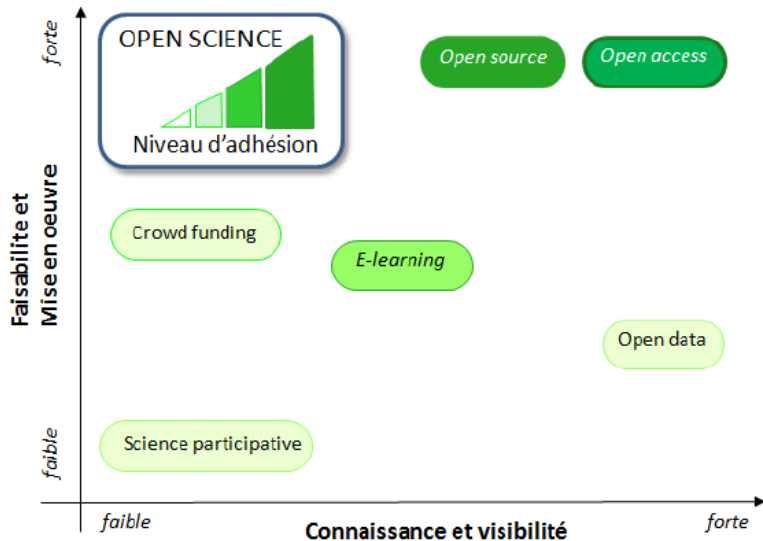 forte
OPEN SCIENCE
Niveau d'adhésion
Open source
Open access
Faisabilite et
Mise en oeuvre
Crowd funding
E-learning
Open data
Science participative
faible
faible
Connaissance et visibilité
forte